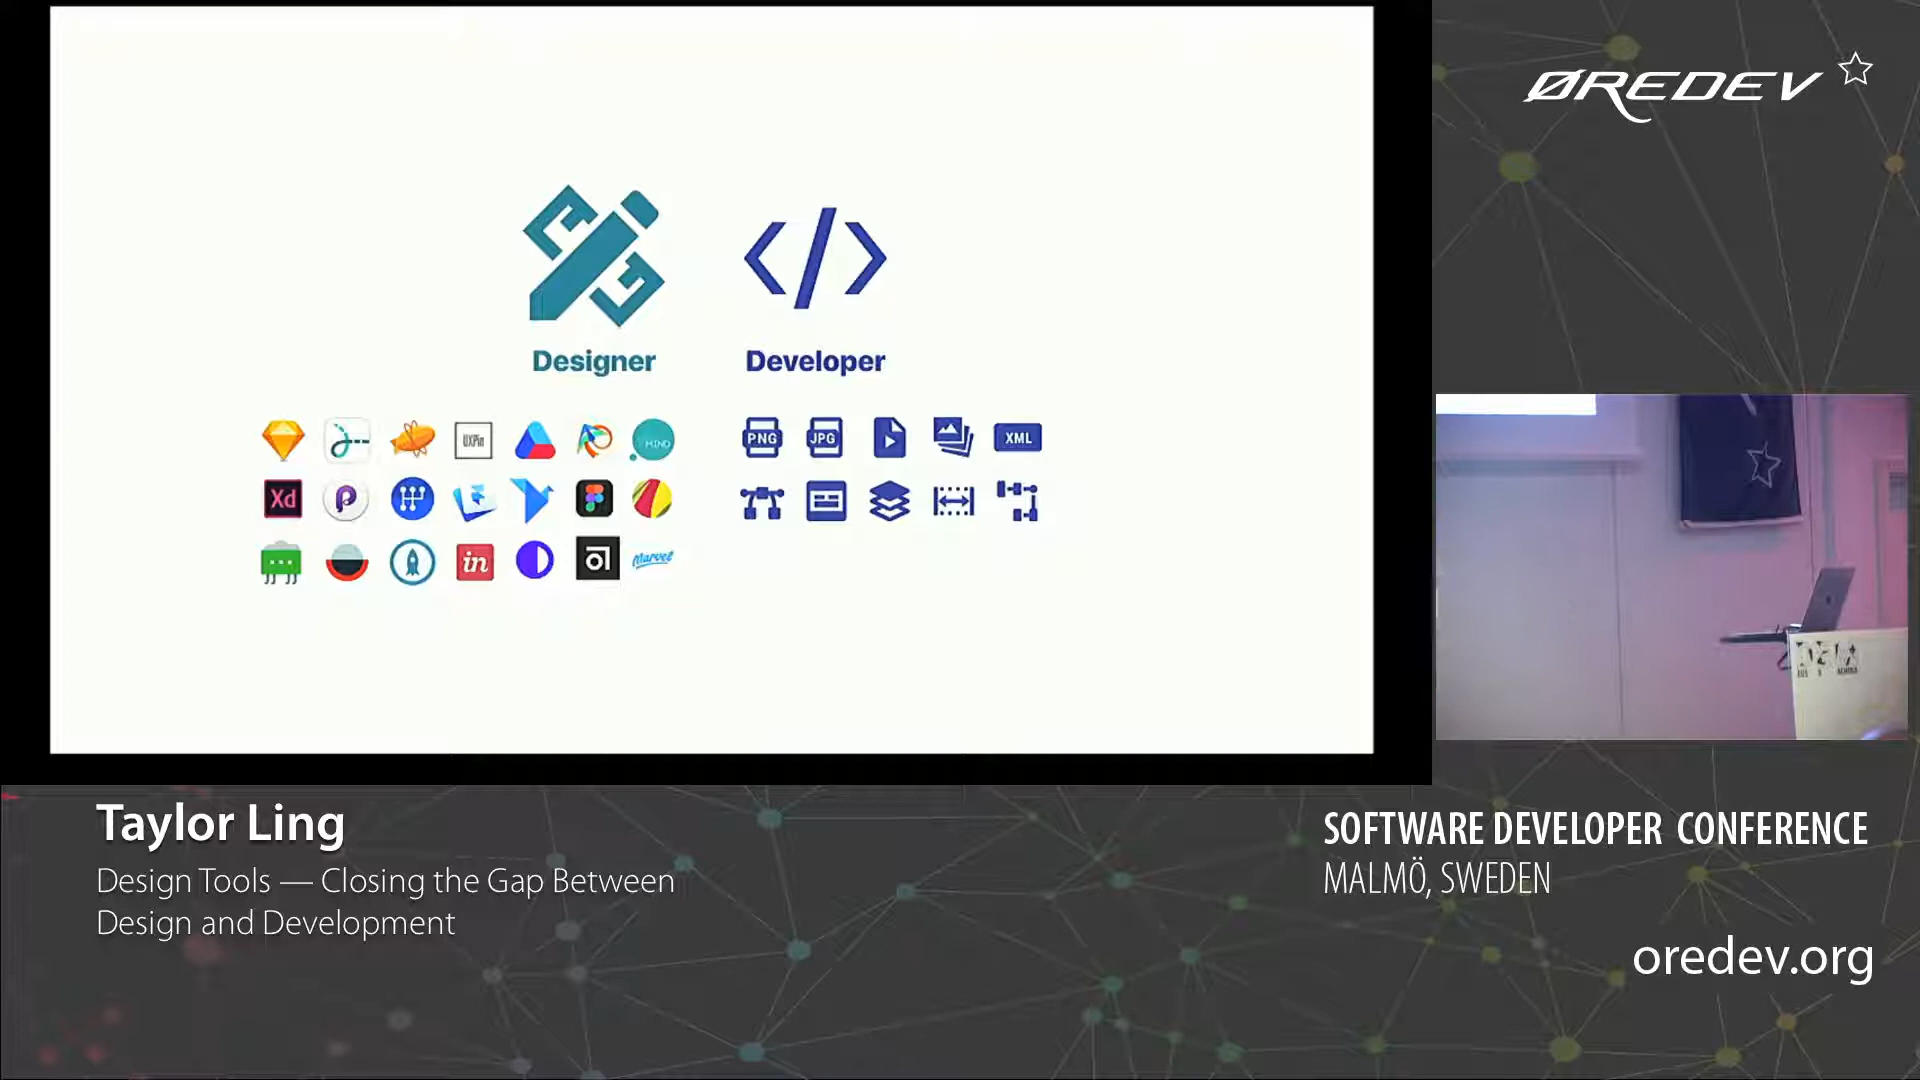 ØREDEV
Designer
Developer
UXPin
MIND
PNG
JPG
XML
Xd
in
Marvel
Taylor Ling
Design Tools — Closing the Gap Between
Design and Development
SOFTWARE DEVELOPER CONFERENCE
MALMÖ, SWEDEN
oredev.org